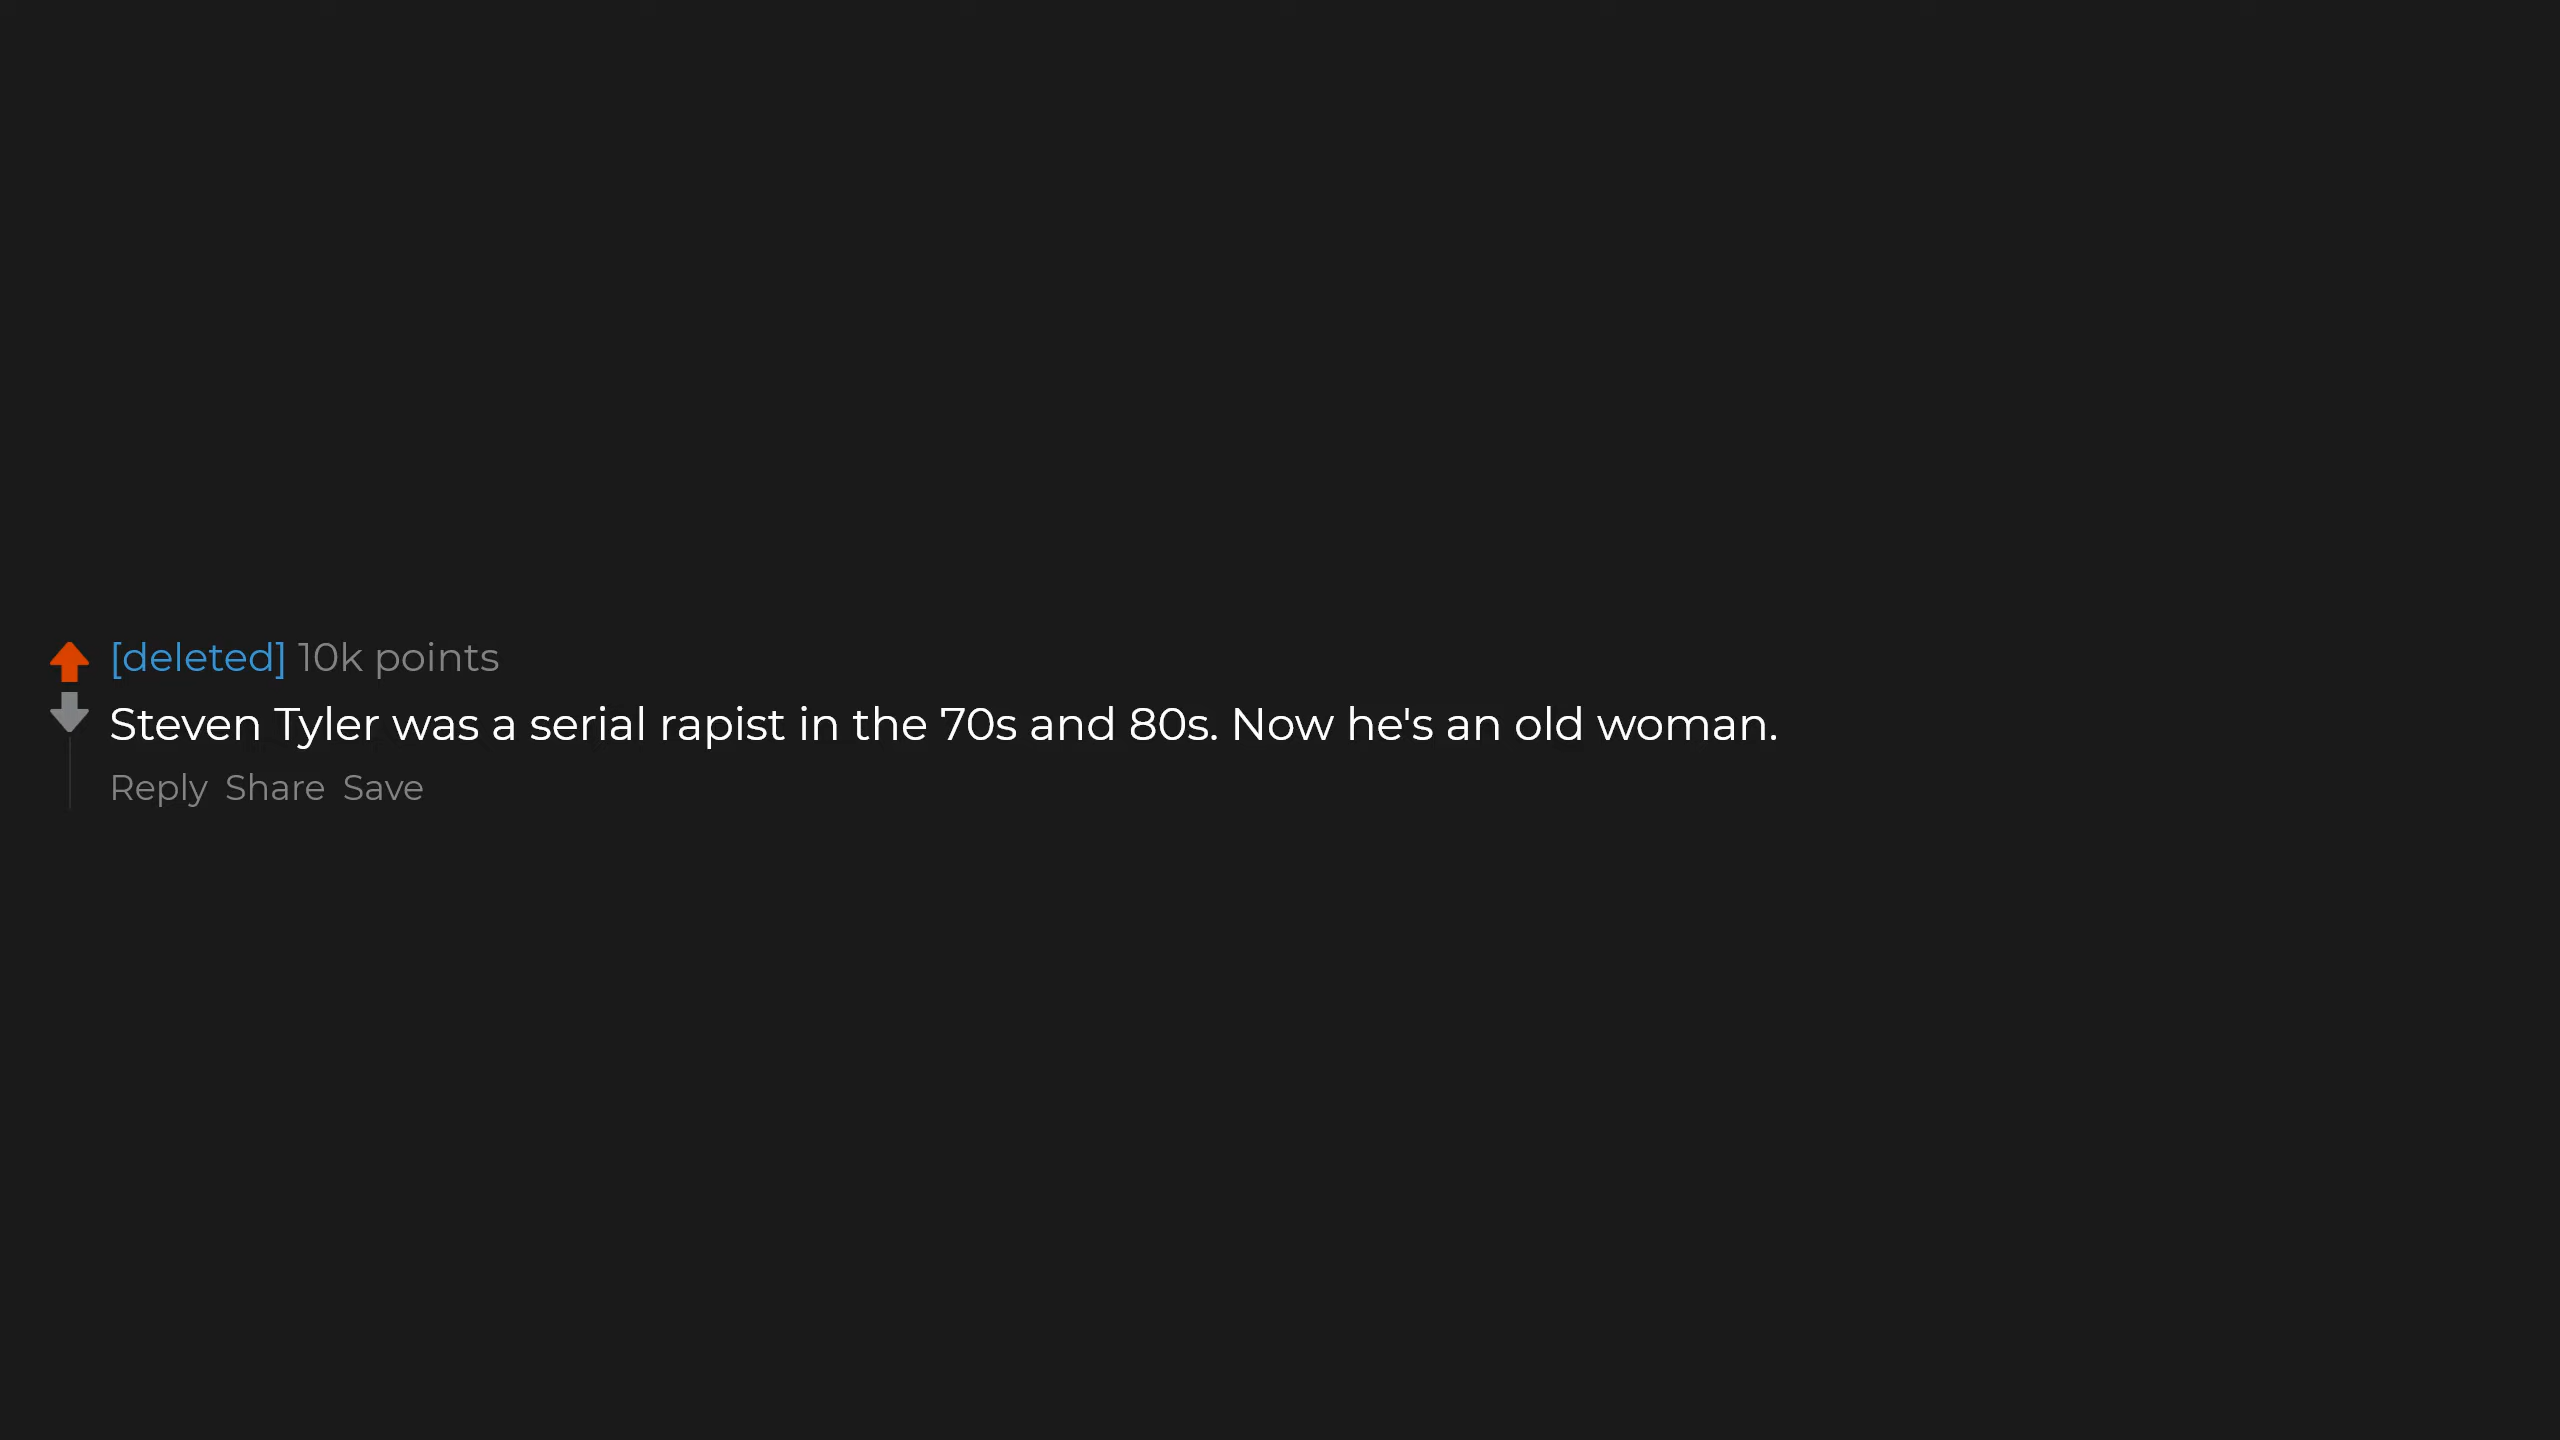 [deleted] 10k points
Steven Tyler was a serial rapist in the 70s and 80s. Now he's an old woman.
Reply Share Save